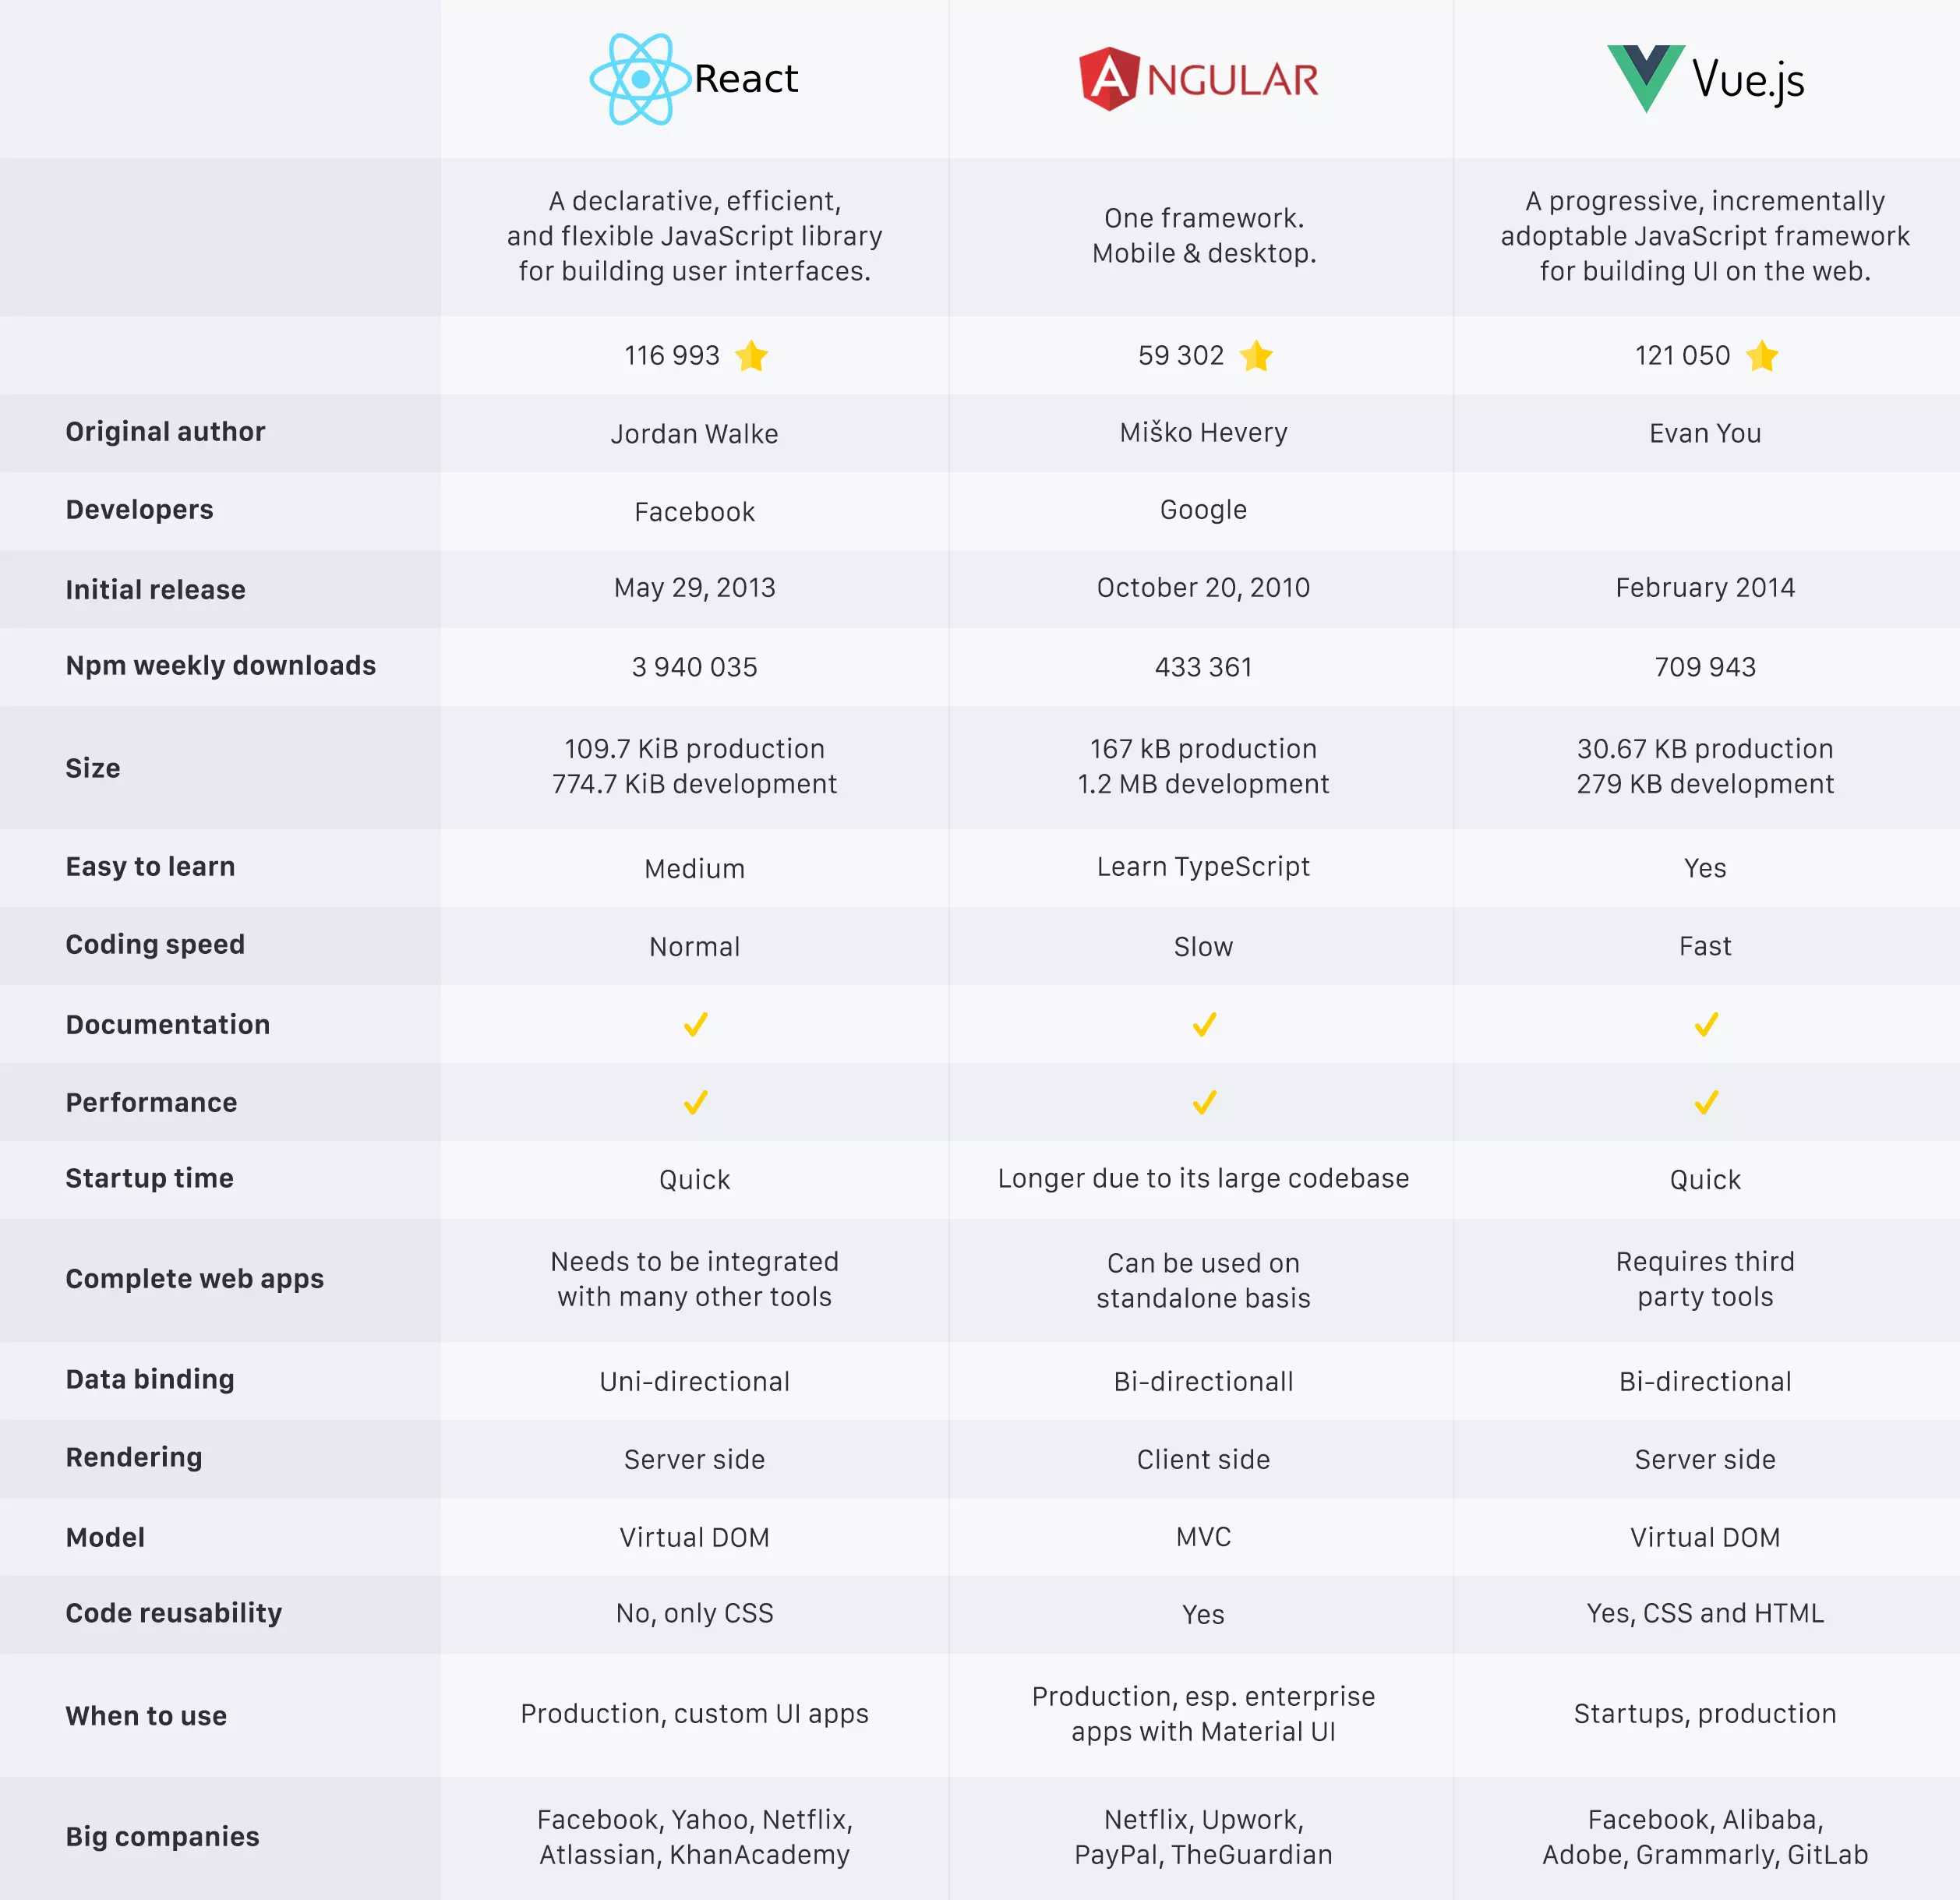 React
ANGULAR
Vue.js
A declarative, efficient,
and flexible JavaScript library
for building user interfaces.
One framework.
Mobile & desktop.
A progressive, incrementally
adoptable JavaScript framework
for building UI on the web.
116 993
59 302
121 050
Original author
Jordan Walke
Miško Hevery
Evan You
Developers
Facebook
Google
Initial release
May 29, 2013
October 20, 2010
February 2014
Npm weekly downloads
3 940 035
433 361
709 943
Size
109.7 KiB production
774.7 KiB development
167 kB production
1.2 MB development
30.67 KB production
279 KB development
Easy to learn
Medium
Learn TypeScript
Yes
Coding speed
Normal
Slow
Fast
Documentation
Performance
Startup time
Quick
Longer due to its large codebase
Quick
Complete web apps
Needs to be integrated
with many other tools
Can be used on
standalone basis
Requires third
party tools
Data binding
Uni-directional
Bi-directionall
Bi-directional
Rendering
Server side
Client side
Server side
Model
Virtual DOM
MVC
Virtual DOM
Code reusability
No, only CSS
Yes
Yes, CSS and HTML
When to use
Production, custom UI apps
Production, esp. enterprise
apps with Material UI
Startups, production
Big companies
Facebook, Yahoo, Netflix,
Atlassian, KhanAcademy
Netflix, Upwork,
PayPal, TheGuardian
Facebook, Alibaba,
Adobe, Grammarly, GitLab